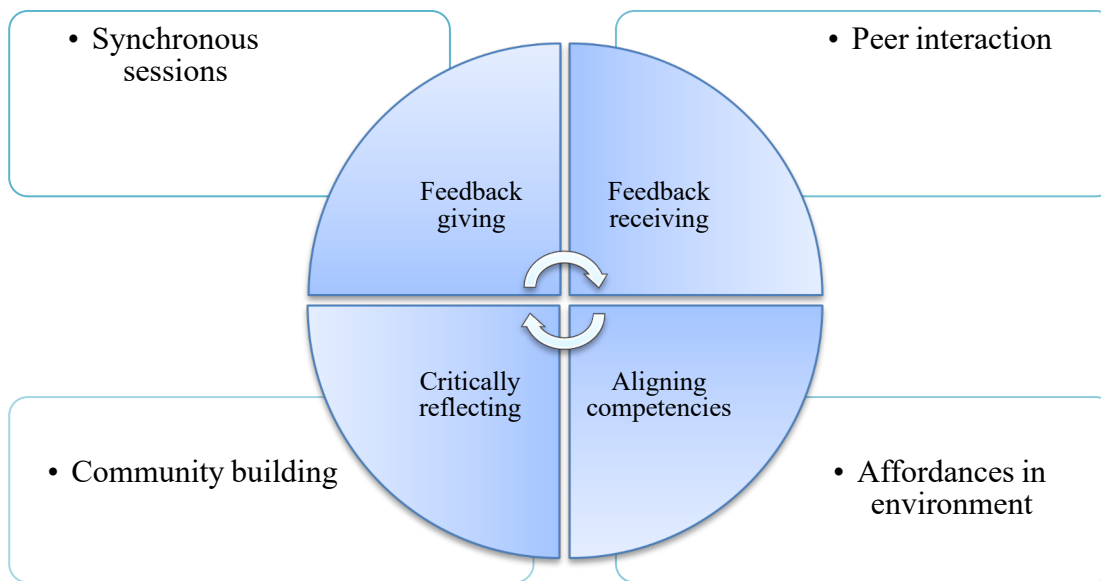 • Synchronous
sessions
• Peer interaction
Feedback
giving
Feedback
receiving
Critically
reflecting
Aligning
competencies
• Community building
• Affordances in
environment